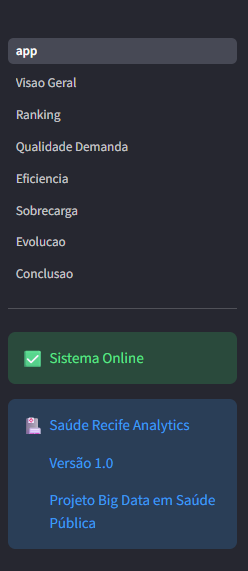 app
Visao Geral
Ranking
Qualidade Demanda
Eficiencia
Sobrecarga
Evolucao
Conclusao
Sistema Online
Saúde Recife Analytics
Versão 1.0
Projeto Big Data em Saúde
Pública